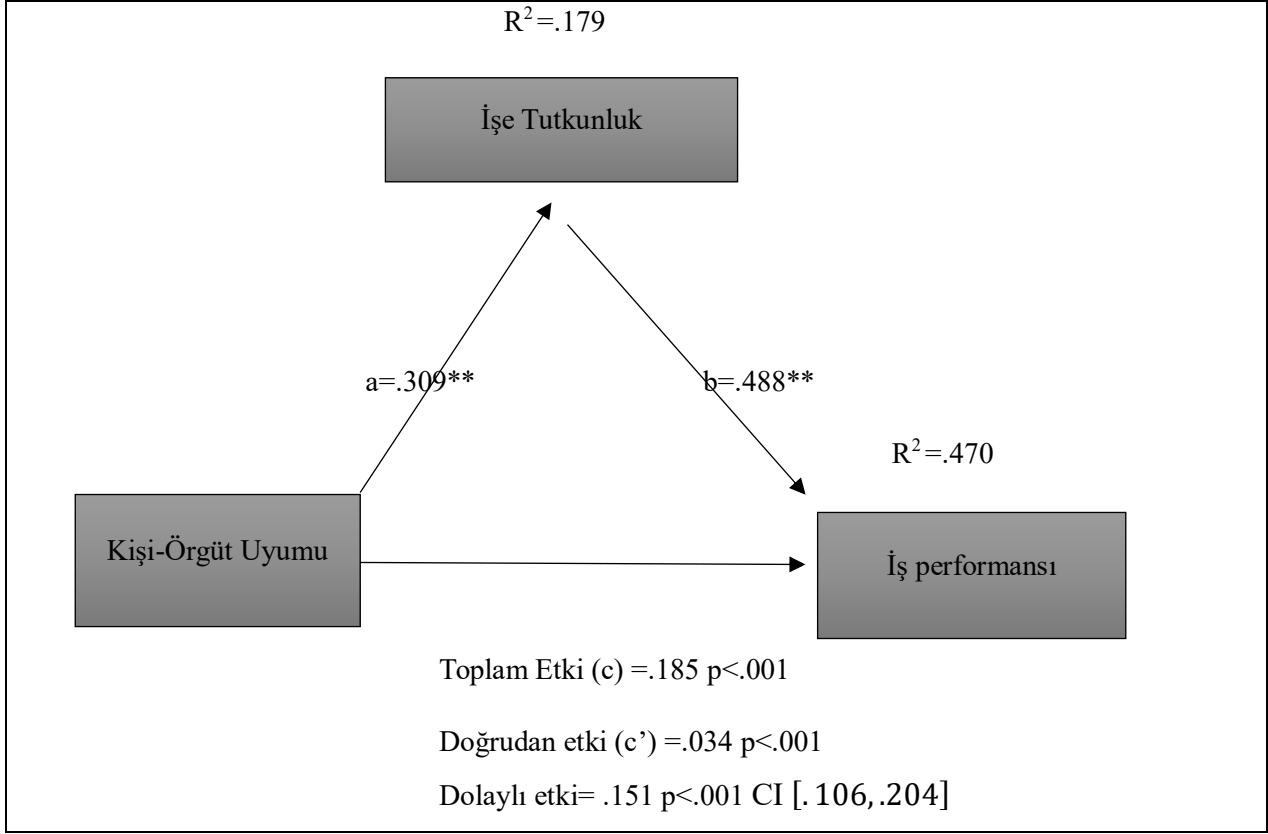 R²=.179
İşe Tutkunluk
a=.309**
b=.488**
R²=.470
Kişi-Örgüt Uyumu
İş performansı
Toplam Etki (c) =.185 p<.001
Doğrudan etki (c’) =.034 p<.001
Dolaylı etki= .151 p<.001 CI [. 106, .204]